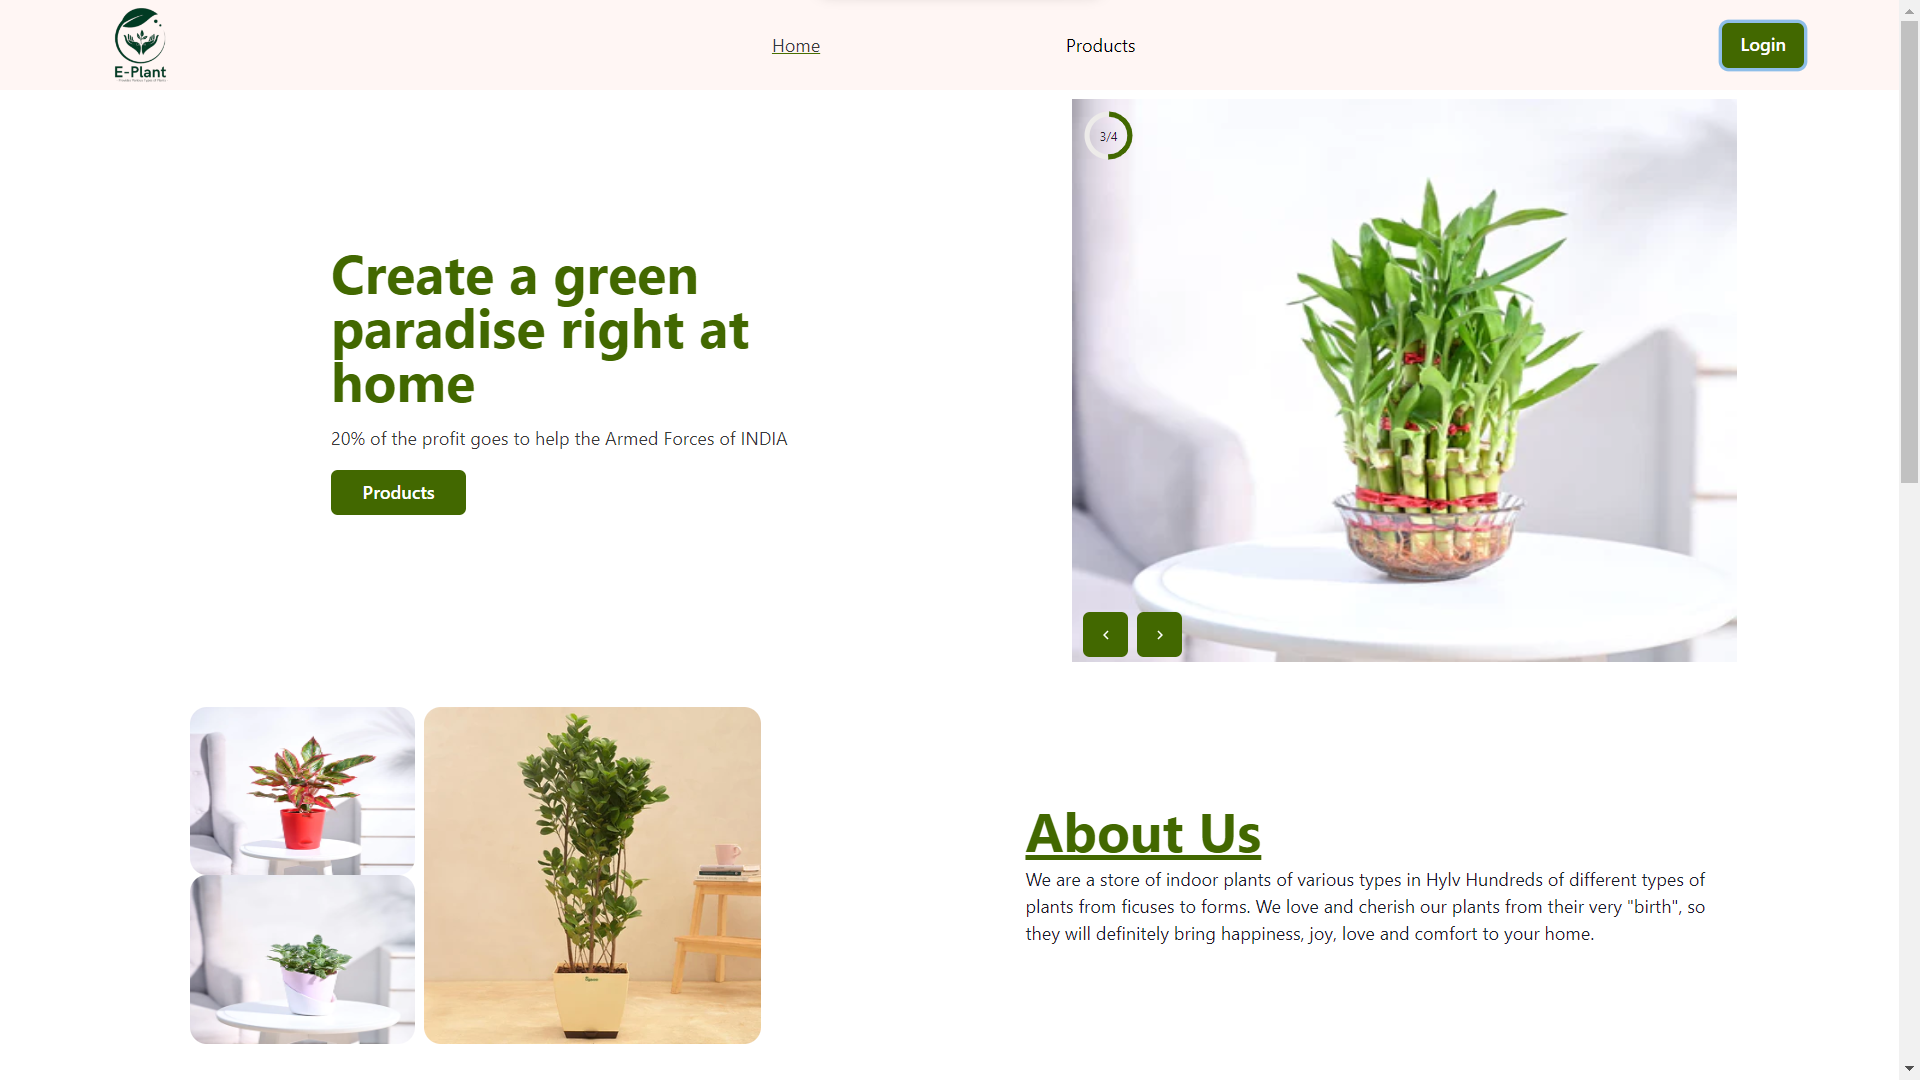 E-Plant
Home
Products
Login
3/4
Create a green
paradise right at
home
20% of the profit goes to help the Armed Forces of INDIA
Products
About Us
We are a store of indoor plants of various types in Hylv Hundreds of different types of
plants from ficuses to forms. We love and cherish our plants from their very "birth", so
they will definitely bring happiness, joy, love and comfort to your home.